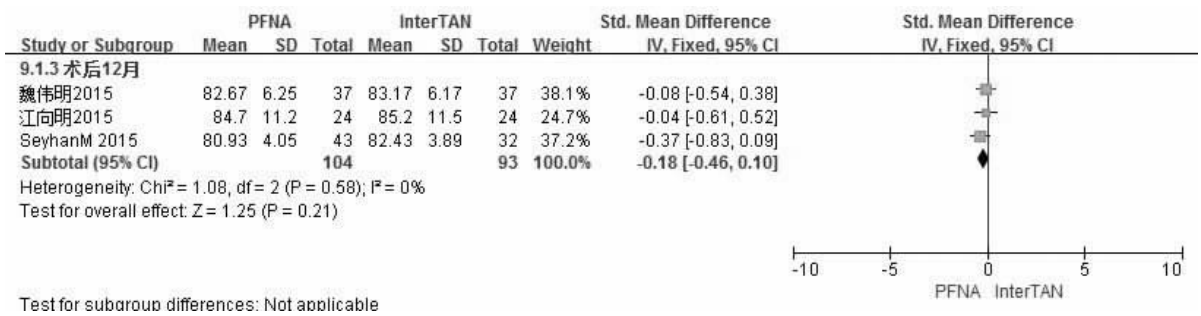 PFNA InterTAN Std. Mean Difference Std. Mean Difference
Study or Subgroup Mean SD Total Mean SD Total Weight IV, Fixed, 95% CI IV, Fixed, 95% CI
9.1.3 术后12月
魏伟明2015 82.67 6.25 37 83.17 6.17 37 38.1% -0.08 [-0.54, 0.38]
江向明2015 84.7 11.2 24 85.2 11.5 24 24.7% -0.04 [-0.61, 0.52]
SeyhanM 2015 80.93 4.05 43 82.43 3.89 32 37.2% -0.37 [-0.83, 0.09]
Subtotal (95% CI) 104 93 100.0% -0.18 [-0.46, 0.10]
Heterogeneity: Chi² = 1.08, df = 2 (P = 0.58); I² = 0%
Test for overall effect: Z = 1.25 (P = 0.21)
-10 -5 0 5 10
PFNA InterTAN
Test for subgroup differences: Not applicable